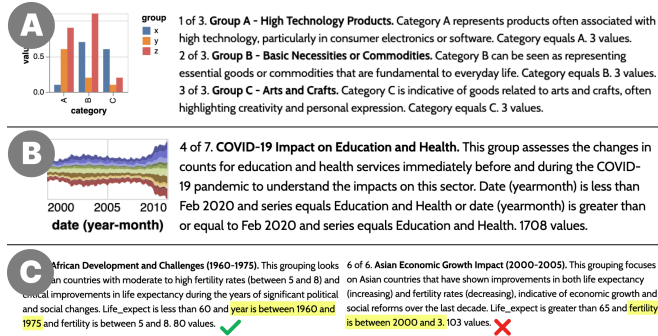 A
group
x
y
z
valu
0.5
0.0
A
B
C
category
1 of 3. Group A - High Technology Products. Category A represents products often associated with
high technology, particularly in consumer electronics or software. Category equals A. 3 values.
2 of 3. Group B - Basic Necessities or Commodities. Category B can be seen as representing
essential goods or commodities that are fundamental to everyday life. Category equals B. 3 values.
3 of 3. Group C - Arts and Crafts. Category C is indicative of goods related to arts and crafts, often
highlighting creativity and personal expression. Category equals C. 3 values.
B
2000
2005
2010
date (year-month)
4 of 7. COVID-19 Impact on Education and Health. This group assesses the changes in
counts for education and health services immediately before and during the COVID-
19 pandemic to understand the impacts on this sector. Date (yearmonth) is less than
Feb 2020 and series equals Education and Health or date (yearmonth) is greater than
or equal to Feb 2020 and series equals Education and Health. 1708 values.
C
African Development and Challenges (1960-1975). This grouping looks
an countries with moderate to high fertility rates (between 5 and 8) and
critical improvements in life expectancy during the years of significant political
and social changes. Life_expect is less than 60 and year is between 1960 and
1975 and fertility is between 5 and 8. 80 values.
6 of 6. Asian Economic Growth Impact (2000-2005). This grouping focuses
on Asian countries that have shown improvements in both life expectancy
(increasing) and fertility rates (decreasing), indicative of economic growth and
social reforms over the last decade. Life_expect is greater than 65 and fertility
is between 2000 and 3. 103 values.